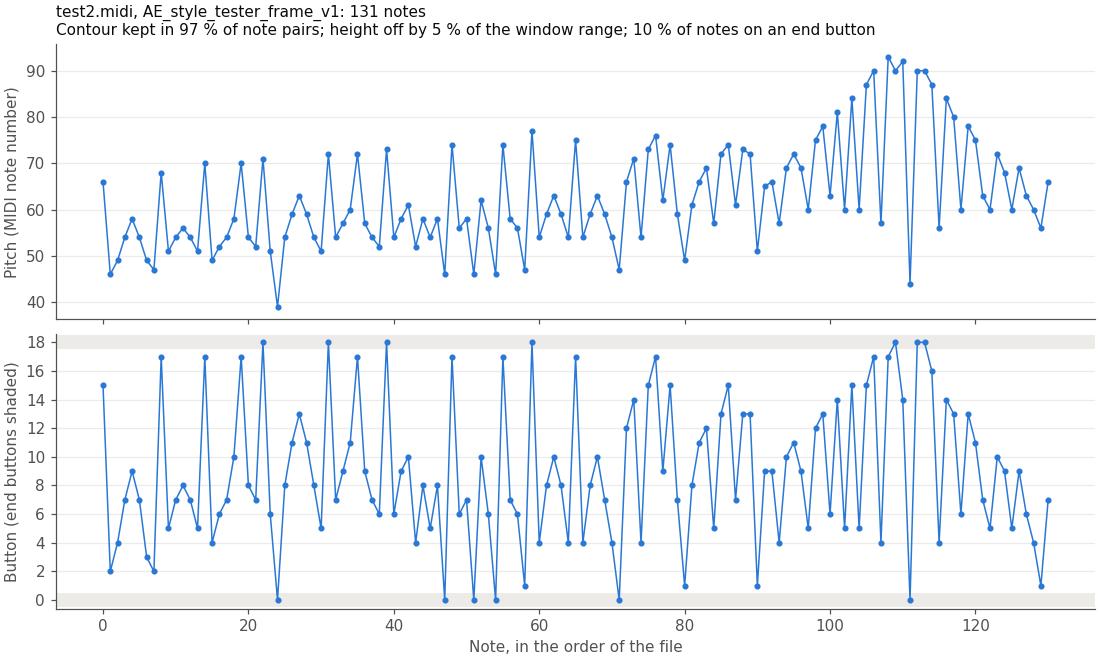 test2.midi, AE_style_tester_frame_v1: 131 notes
Contour kept in 97 % of note pairs; height off by 5 % of the window range; 10 % of notes on an end button
Pitch (MIDI note number)
90
80
70
60
50
40
Button (end buttons shaded)
18
16
14
12
10
8
6
4
2
0
0 20 40 60 80 100 120
Note, in the order of the file